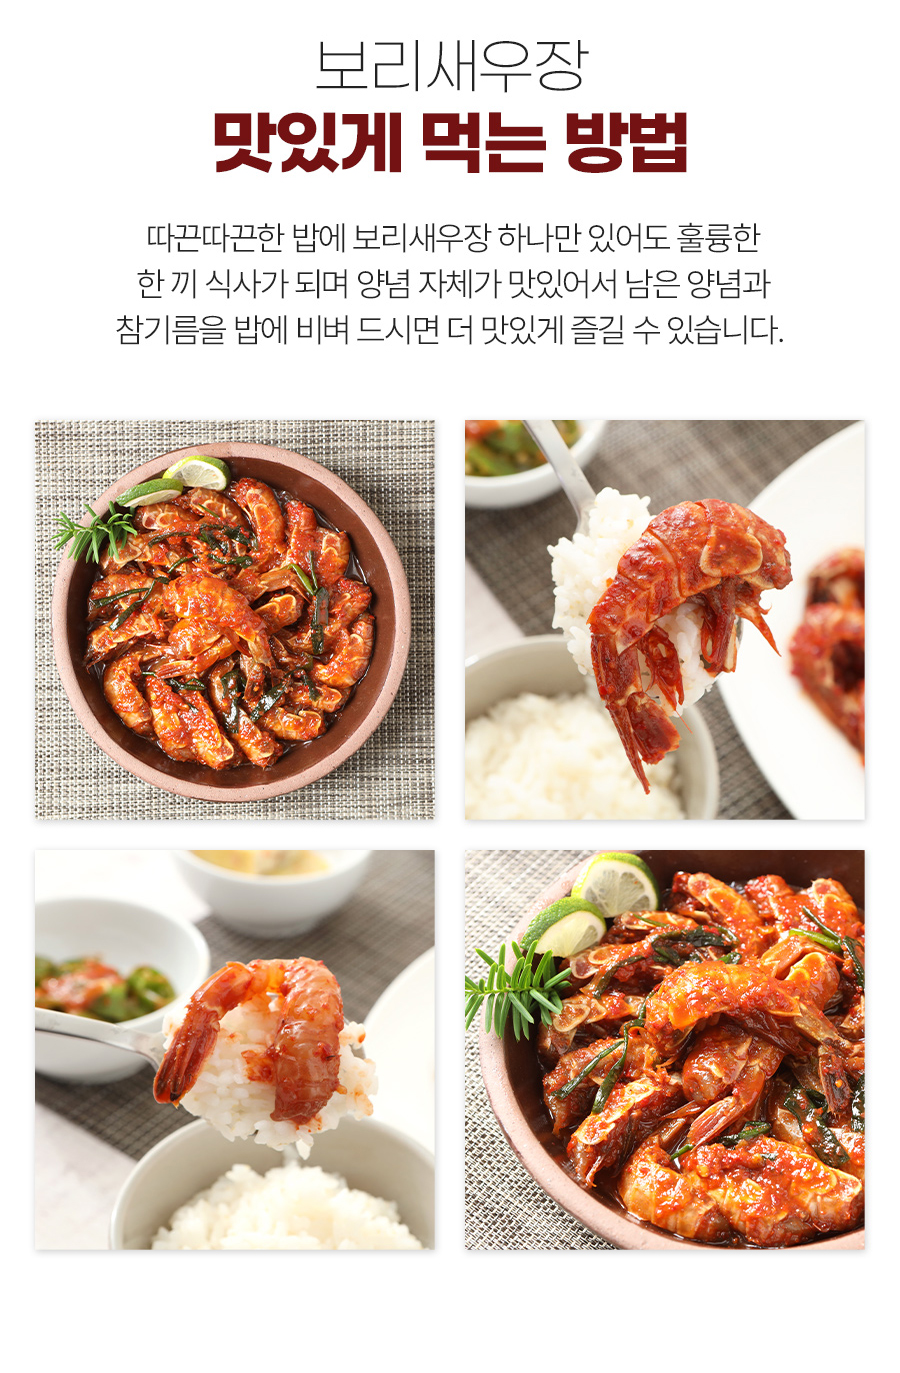 보리새우장
맛있게 먹는 방법
따끈따끈한 밥에 보리새우장 하나만 있어도 훌륭한
한 끼 식사가 되며 양념 자체가 맛있어서 남은 양념과
참기름을 밥에 비벼 드시면 더 맛있게 즐길 수 있습니다.